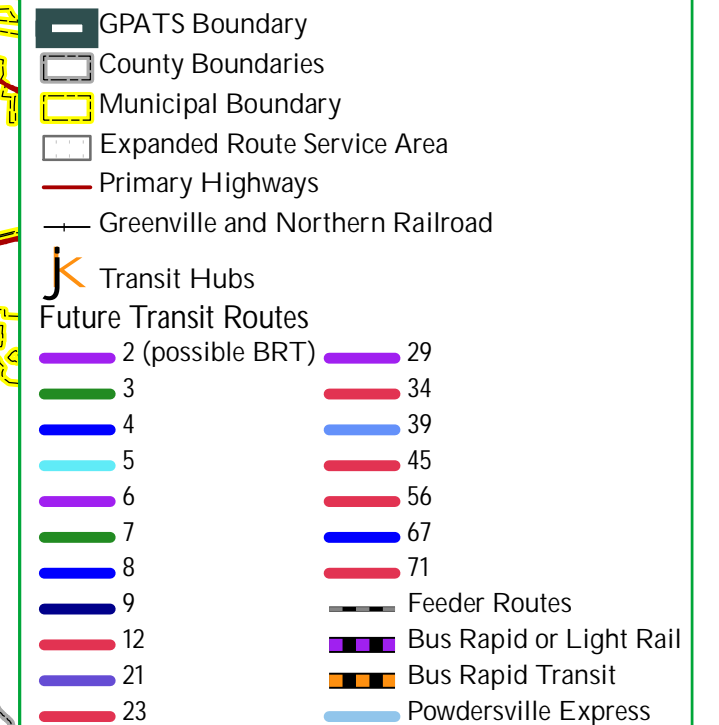 GPATS Boundary
County Boundaries
Municipal Boundary
Expanded Route Service Area
Primary Highways
Greenville and Northern Railroad
jk Transit Hubs
Future Transit Routes
2 (possible BRT)
3
4
5
6
7
8
9
12
21
23
29
34
39
45
56
67
71
Feeder Routes
Bus Rapid or Light Rail
Bus Rapid Transit
Powdersville Express